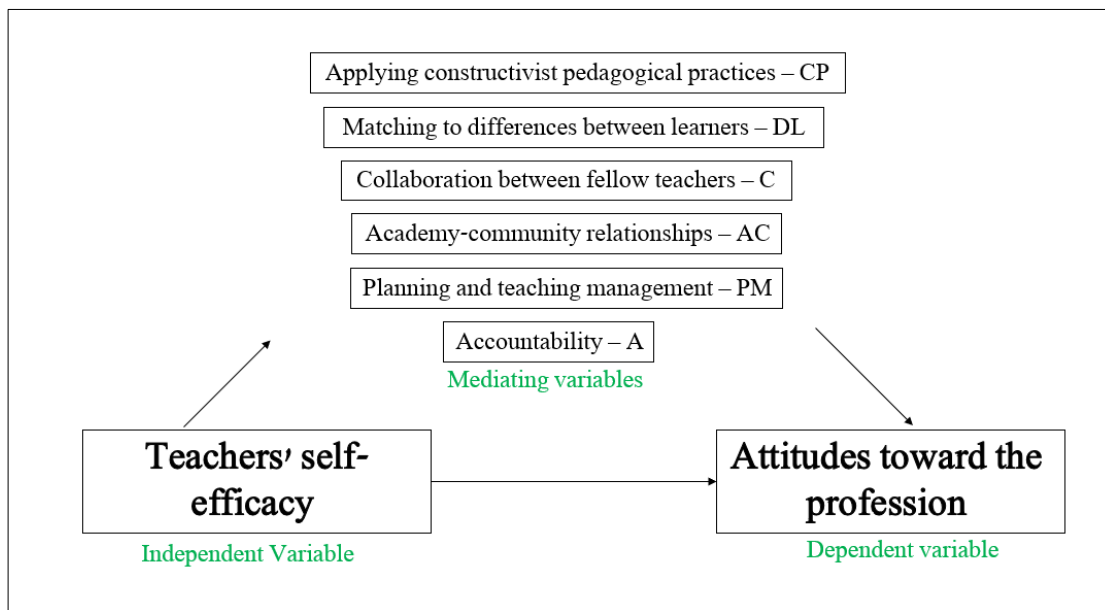 Applying constructivist pedagogical practices – CP
Matching to differences between learners – DL
Collaboration between fellow teachers – C
Academy-community relationships – AC
Planning and teaching management – PM
Accountability – A
Mediating variables
Teachers' self-
efficacy
Independent Variable
Attitudes toward the
profession
Dependent variable